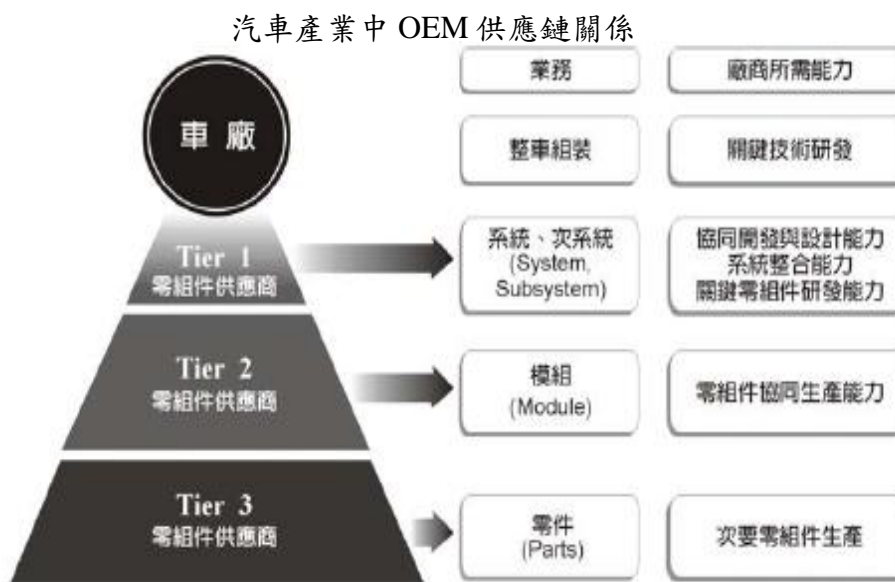 汽車產業中 OEM 供應鏈關係
業務
廠商所需能力
車廠
整車組裝
關鍵技術研發
Tier 1
零組件供應商
系統、次系統
(System,
Subsystem)
協同開發與設計能力
系統整合能力
關鍵零組件研發能力
Tier 2
零組件供應商
模組
(Module)
零組件協同生產能力
Tier 3
零組件供應商
零件
(Parts)
次要零組件生產